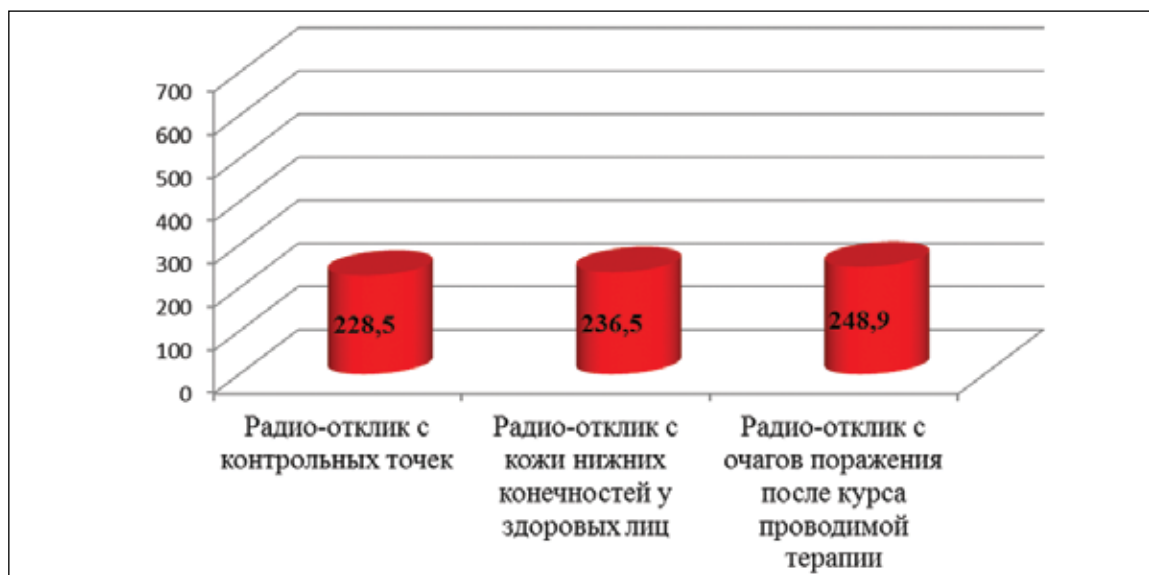 700
600
500
400
300
200
100
0
228,5
236,5
248,9
Радио-отклик с
контрольных точек
Радио-отклик с
кожи нижних
конечностей у
здоровых лиц
Радио-отклик с
очагов поражения
после курса
проводимой
терапии